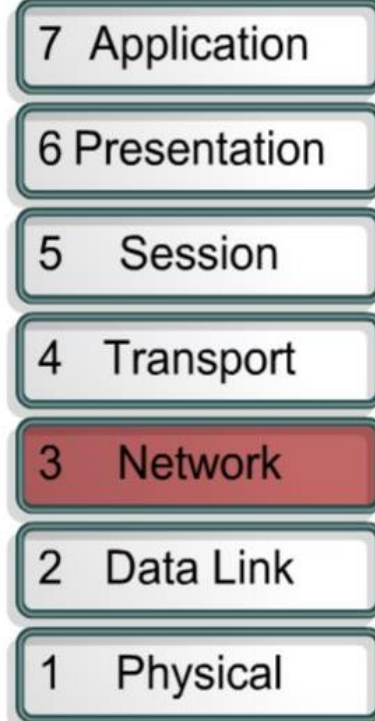 7 Application
6 Presentation
5 Session
4 Transport
3 Network
2 Data Link
1 Physical